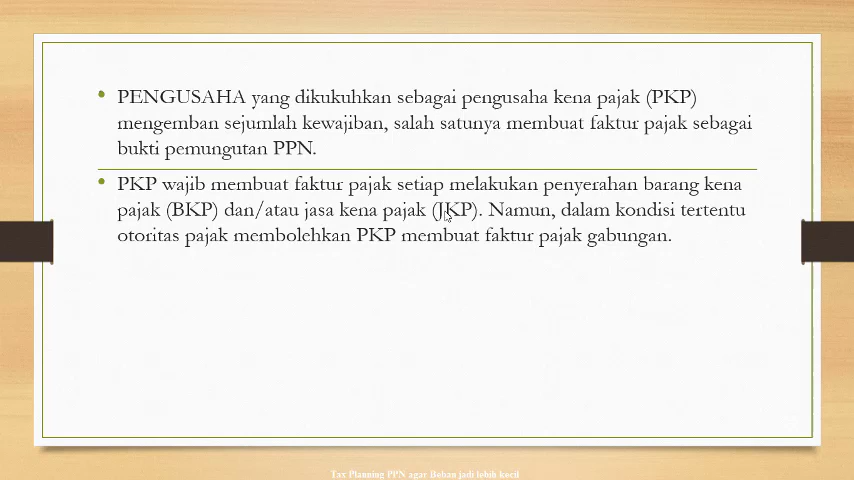 • PENGUSAHA yang dikukuhkan sebagai pengusaha kena pajak (PKP)
mengemban sejumlah kewajiban, salah satunya membuat faktur pajak sebagai
bukti pemungutan PPN.
• PKP wajib membuat faktur pajak setiap melakukan penyerahan barang kena
pajak (BKP) dan/atau jasa kena pajak (JKP). Namun, dalam kondisi tertentu
otoritas pajak membolehkan PKP membuat faktur pajak gabungan.
Tax Planning PPN agar Beban jadi lebih kecil